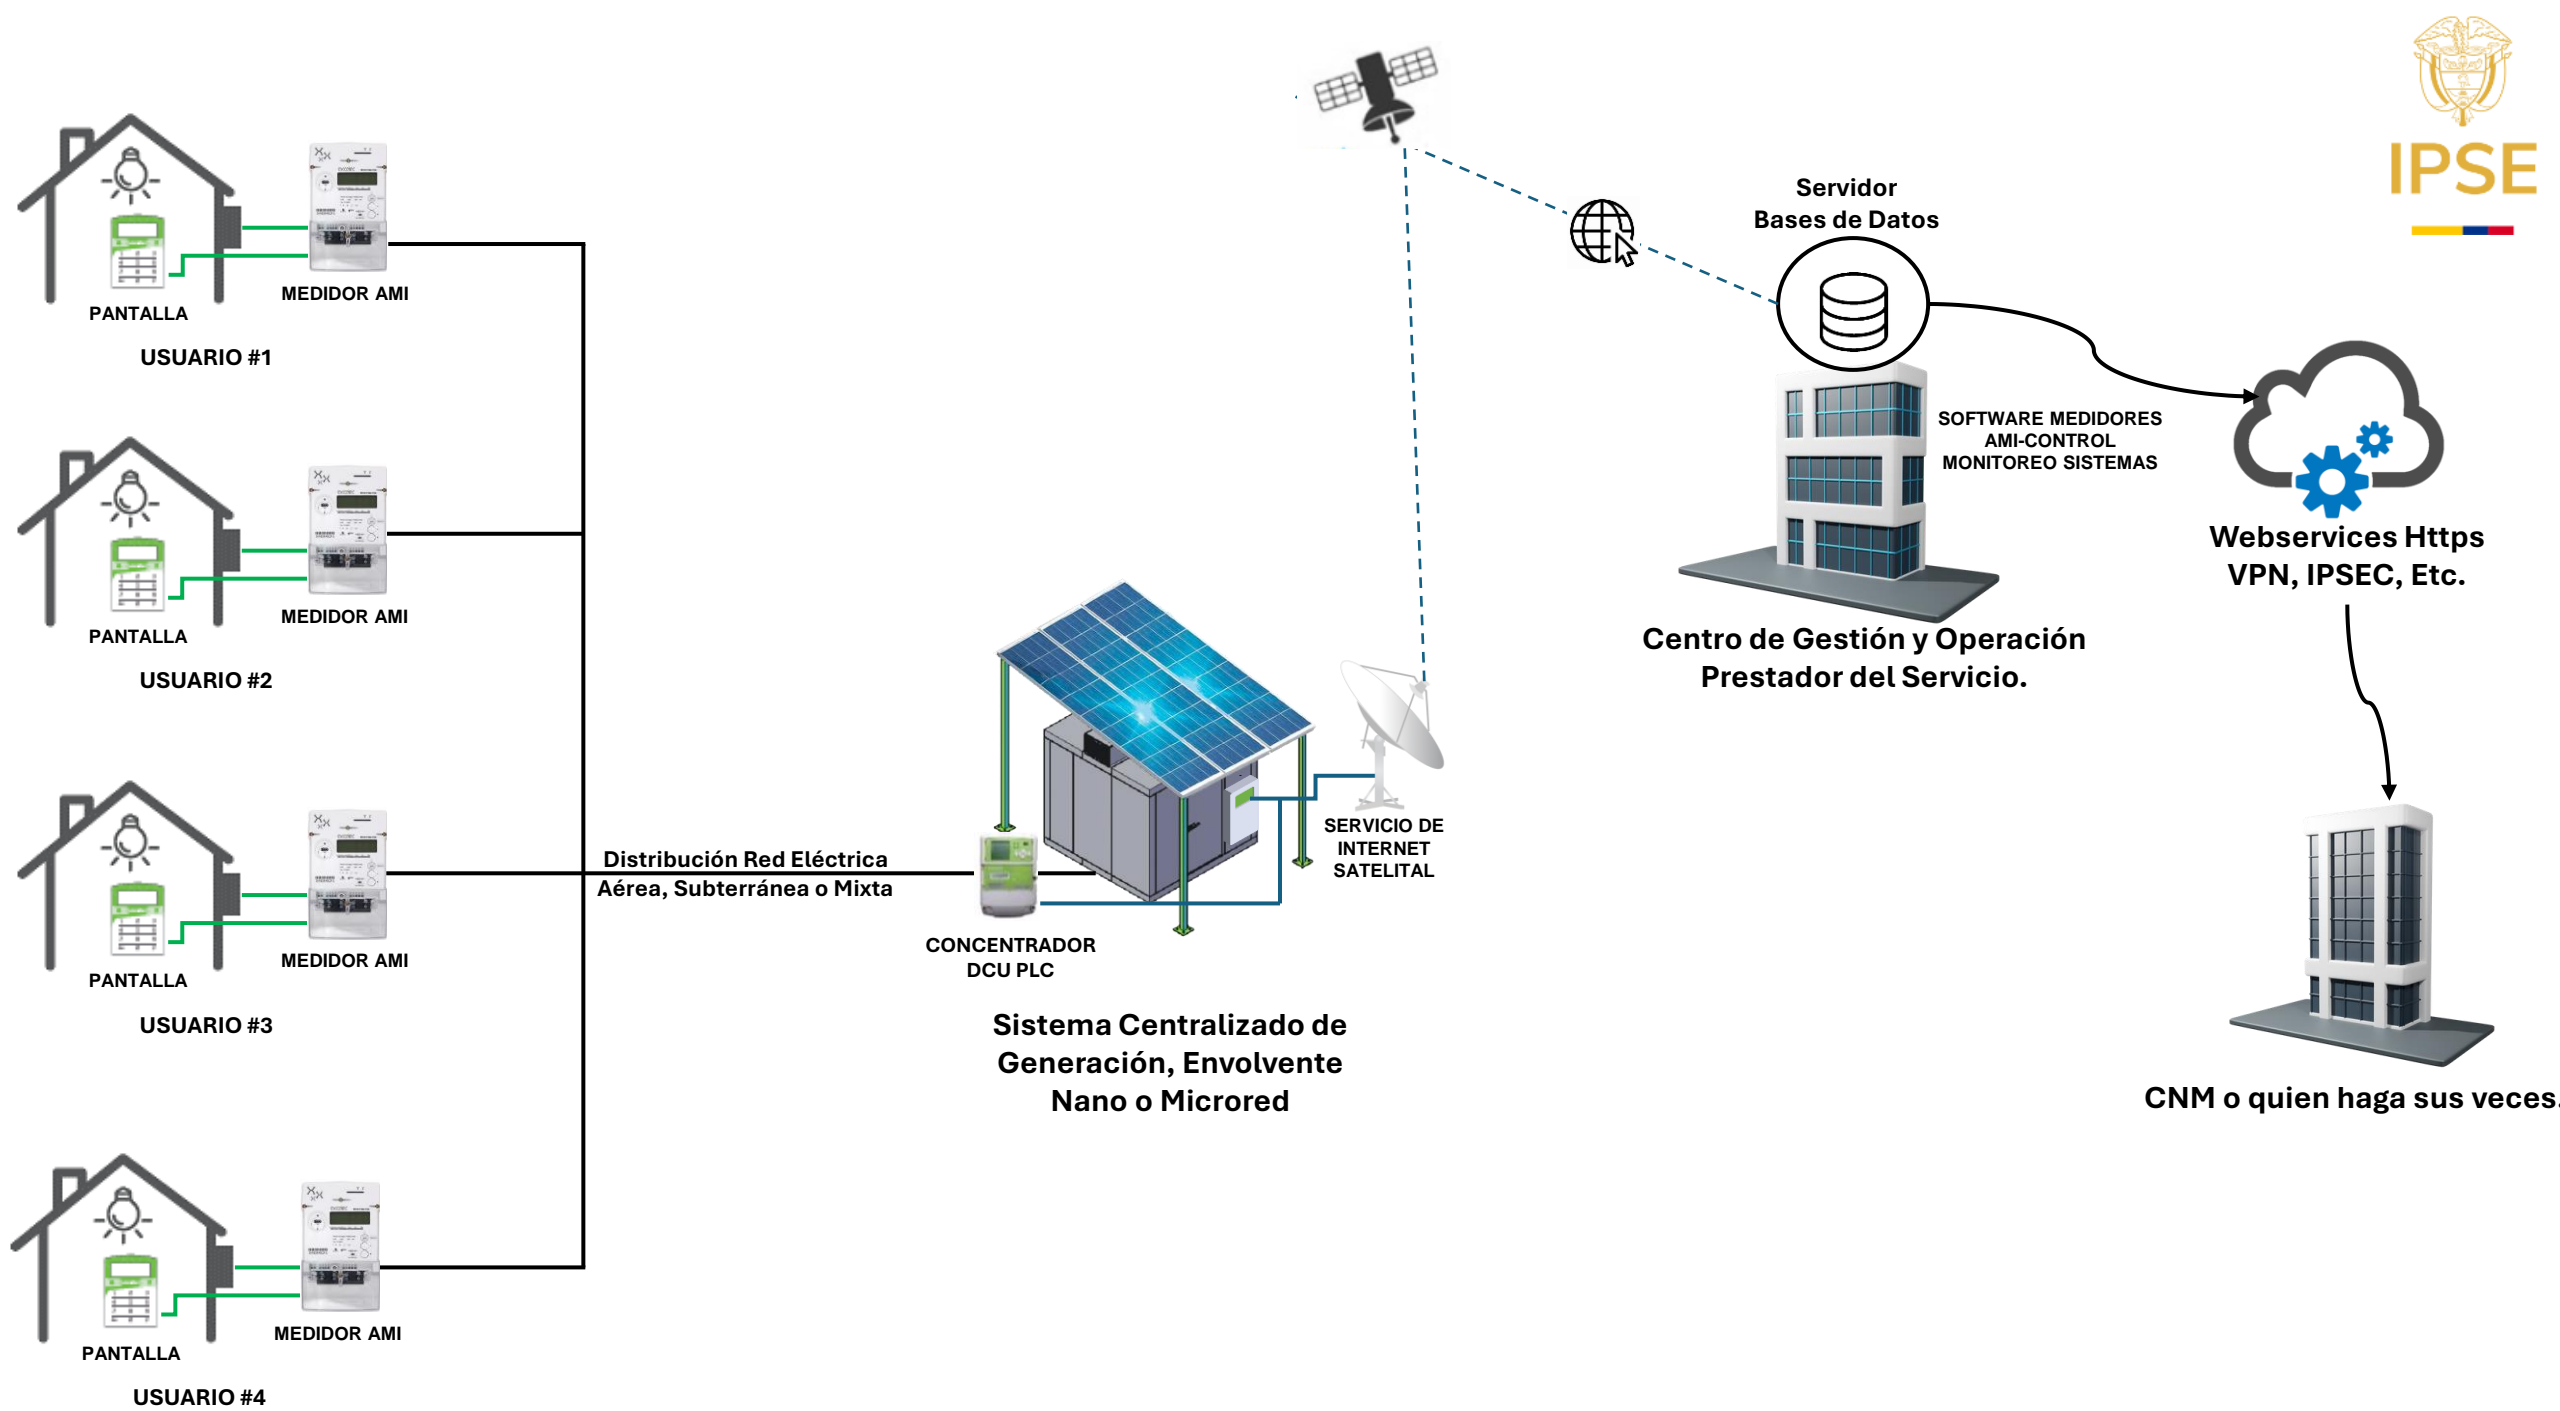 IPSE
Servidor
Bases de Datos
MEDIDOR AMI
PANTALLA
USUARIO #1
SOFTWARE MEDIDORES
AMI-CONTROL
MONITOREO SISTEMAS
Webservices Https
VPN, IPSEC, Etc.
MEDIDOR AMI
PANTALLA
USUARIO #2
Centro de Gestión y Operación
Prestador del Servicio.
SERVICIO DE
INTERNET
SATELITAL
Distribución Red Eléctrica
Aérea, Subterránea o Mixta
CONCENTRADOR
DCU PLC
MEDIDOR AMI
PANTALLA
USUARIO #3
Sistema Centralizado de
Generación, Envolvente
Nano o Microred
CNM o quien haga sus veces.
MEDIDOR AMI
PANTALLA
USUARIO #4